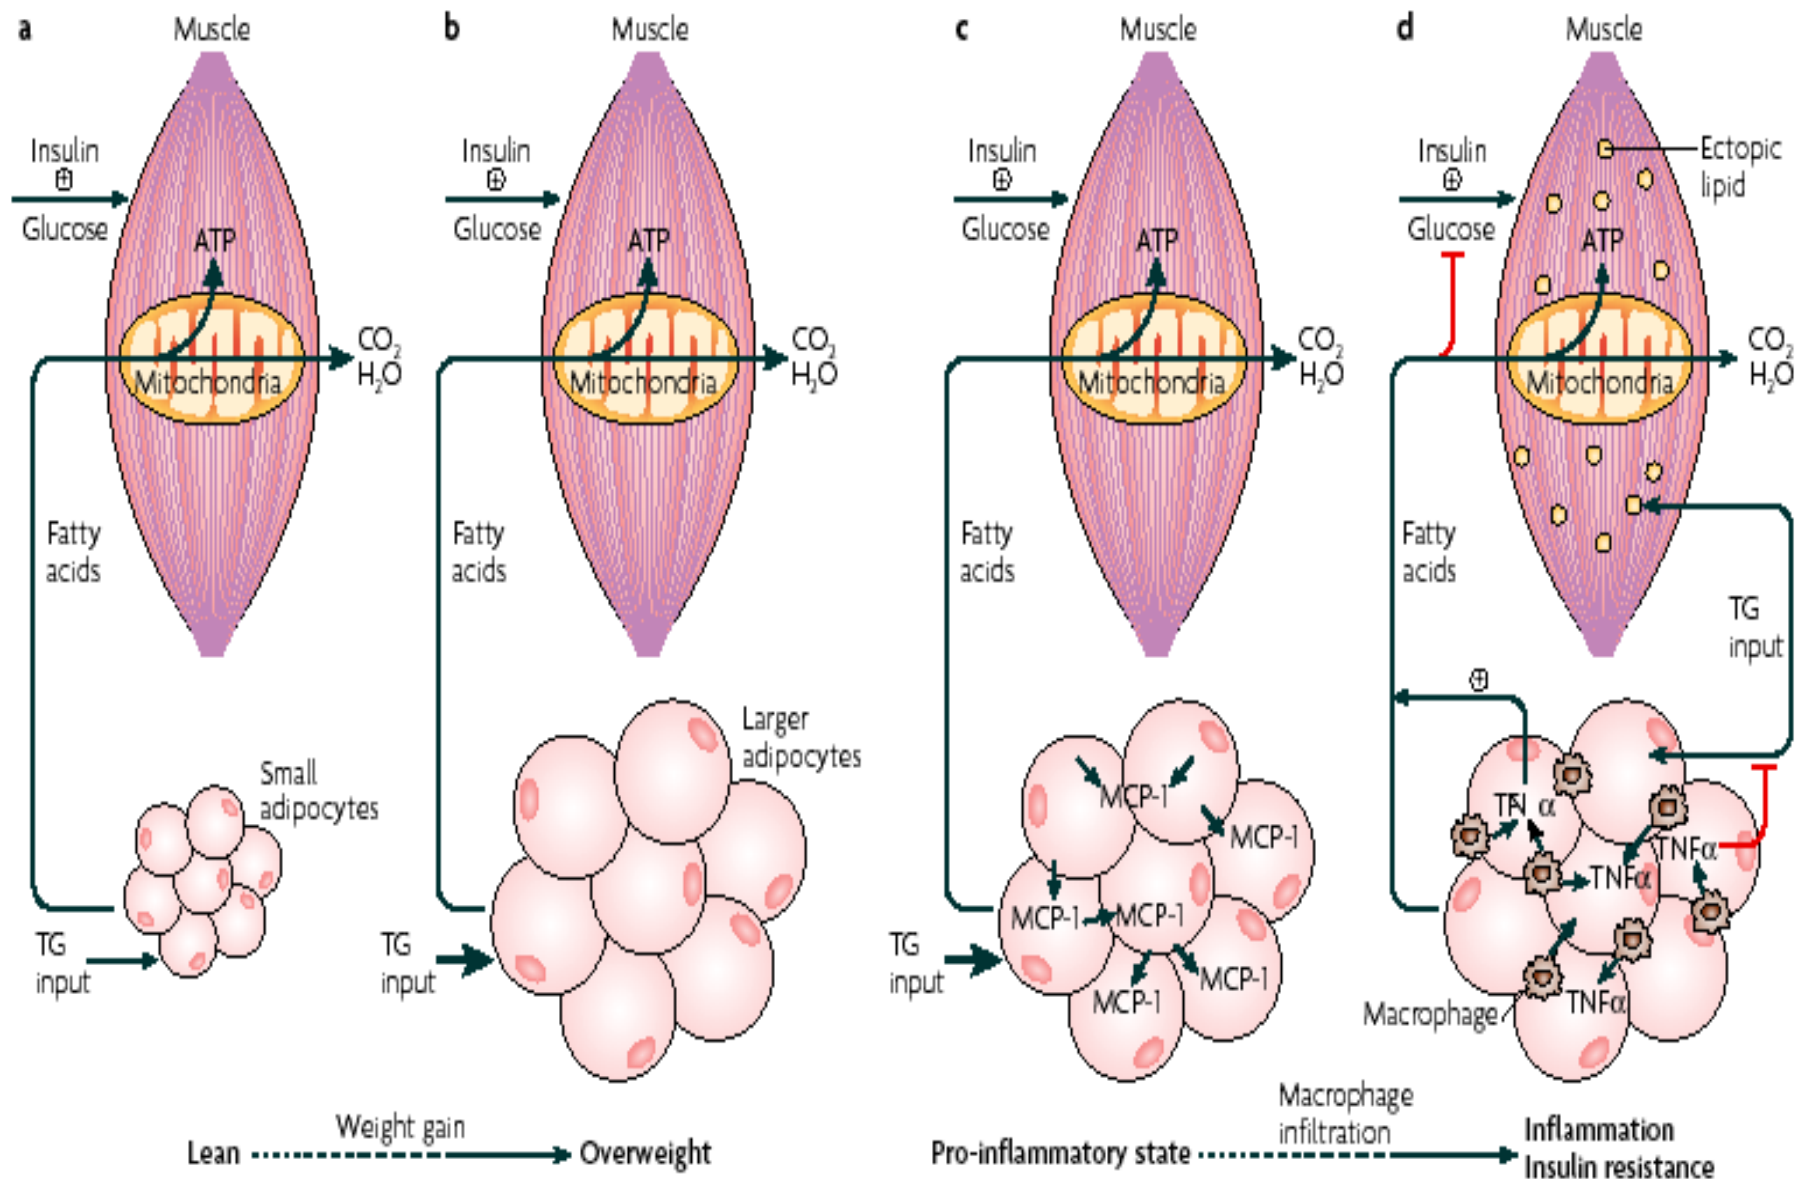 a
Muscle
Insulin
⊕
Glucose
ATP
CO₂
H₂O
Mitochondria
Fatty
acids
Small
adipocytes
TG
input
b
Muscle
Insulin
⊕
Glucose
ATP
CO₂
H₂O
Mitochondria
Fatty
acids
Larger
adipocytes
TG
input
c
Muscle
Insulin
⊕
Glucose
ATP
CO₂
H₂O
Mitochondria
Fatty
acids
MCP-1
MCP-1
MCP-1
MCP-1
MCP-1
MCP-1
TG
input
d
Muscle
Insulin
⊕
Glucose
Ectopic
lipid
ATP
CO₂
H₂O
Mitochondria
Fatty
acids
TG
input
⊕
TN α
TNFα
TNFα
TNFα
Macrophage
Lean
Weight gain
Overweight
Pro-inflammatory state
Macrophage
infiltration
Inflammation
Insulin resistance